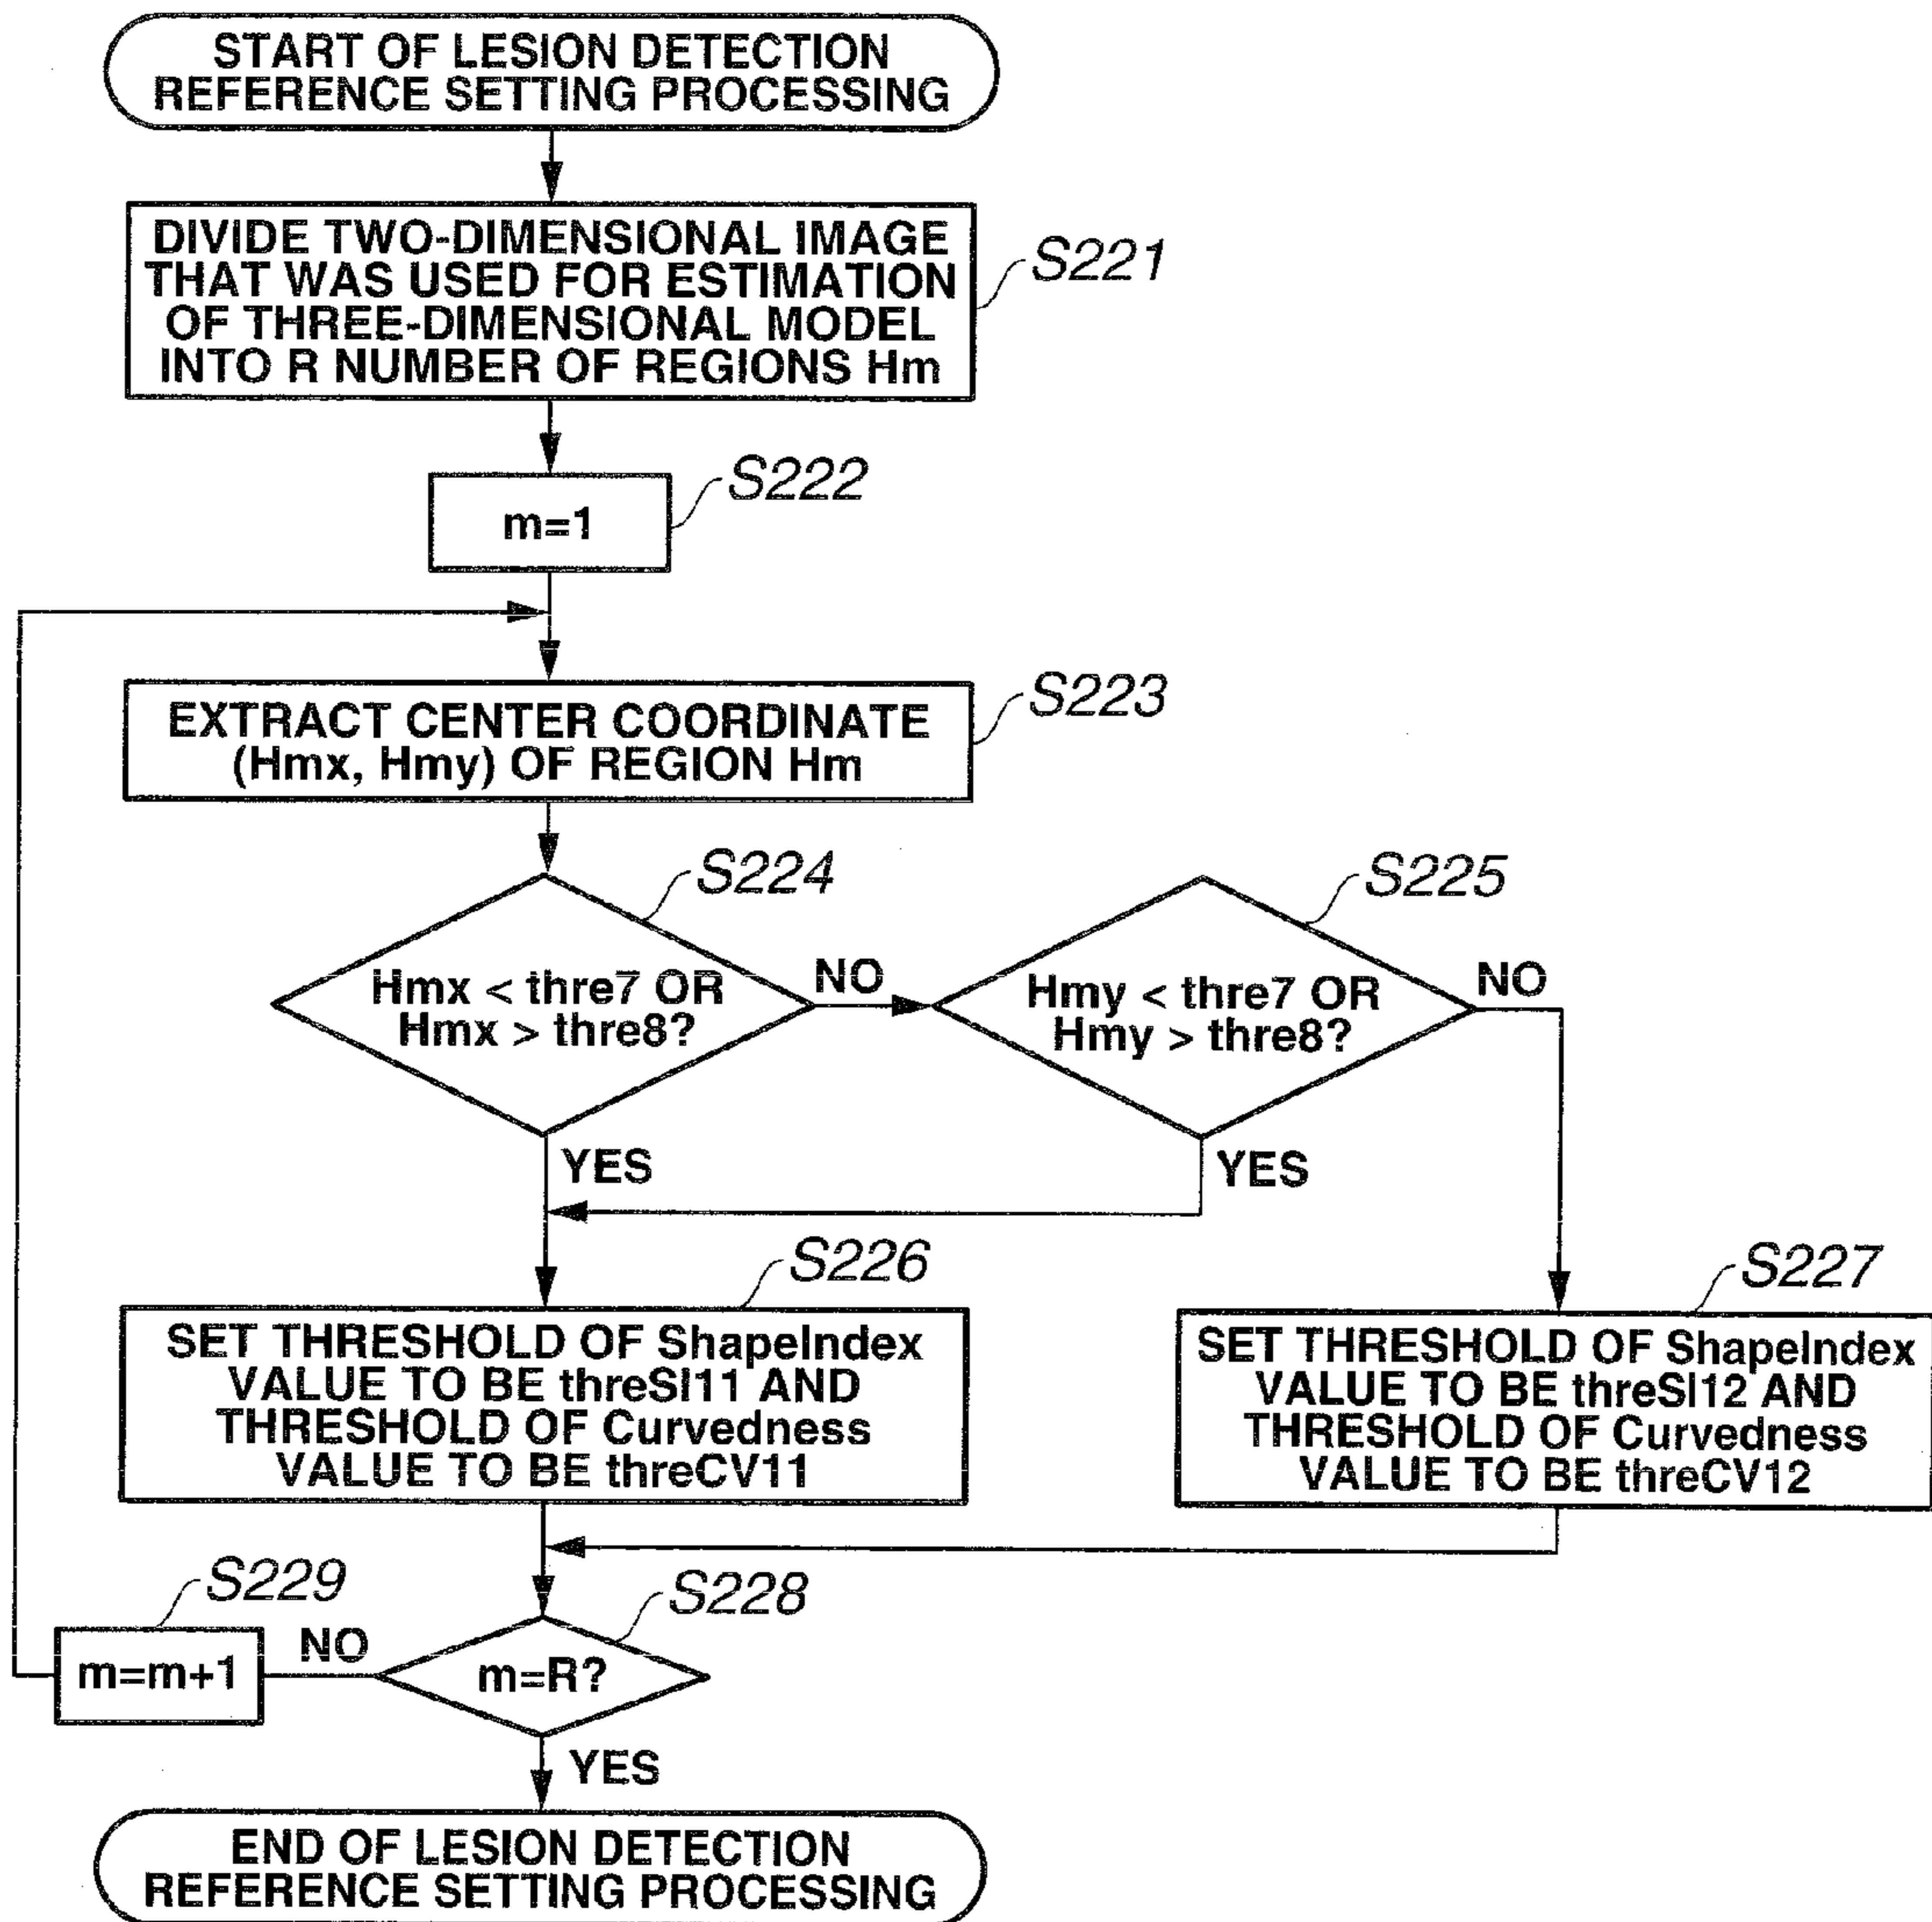 START OF LESION DETECTION
REFERENCE SETTING PROCESSING
DIVIDE TWO-DIMENSIONAL IMAGE
THAT WAS USED FOR ESTIMATION
OF THREE-DIMENSIONAL MODEL
INTO R NUMBER OF REGIONS Hm
S221
S222
m=1
S223
EXTRACT CENTER COORDINATE
(Hmx, Hmy) OF REGION Hm
S224
Hmx < thre7 OR
Hmx > thre8?
NO
YES
S225
Hmy < thre7 OR
Hmy > thre8?
NO
YES
S226
SET THRESHOLD OF ShapeIndex
VALUE TO BE threSI11 AND
THRESHOLD OF Curvedness
VALUE TO BE threCV11
S227
SET THRESHOLD OF ShapeIndex
VALUE TO BE threSI12 AND
THRESHOLD OF Curvedness
VALUE TO BE threCV12
S228
m=R?
NO
S229
m=m+1
YES
END OF LESION DETECTION
REFERENCE SETTING PROCESSING